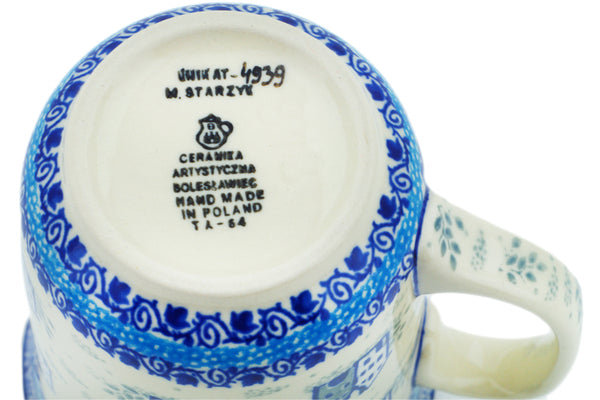 UNIKAT-4939
M. STARZYK
CERAMIKA
ARTYSTYCZNA
BOLESŁAWIEC
HAND MADE
IN POLAND
TA-64